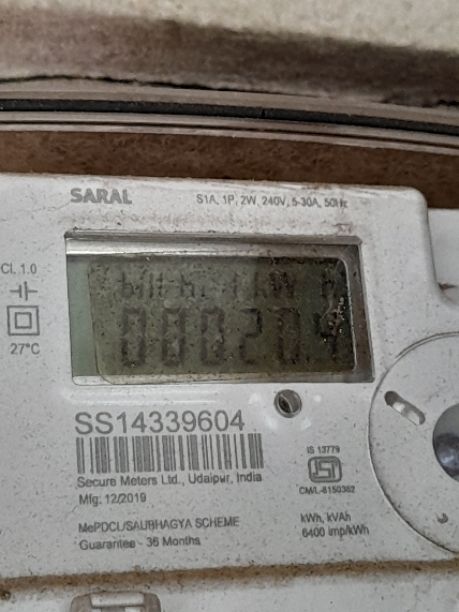 SARAL
S1A, 1P, 2W, 240V, 5-30A, 50Hz
Cl. 1.0
27°C
SS14339604
Secure Meters Ltd., Udaipur, India
Mfg: 12/2019
IS 13779
CM/L-8150362
MePDCL/SAUBHAGYA SCHEME
Guarantee - 36 Months
kWh, kVAh
6400 imp/kWh